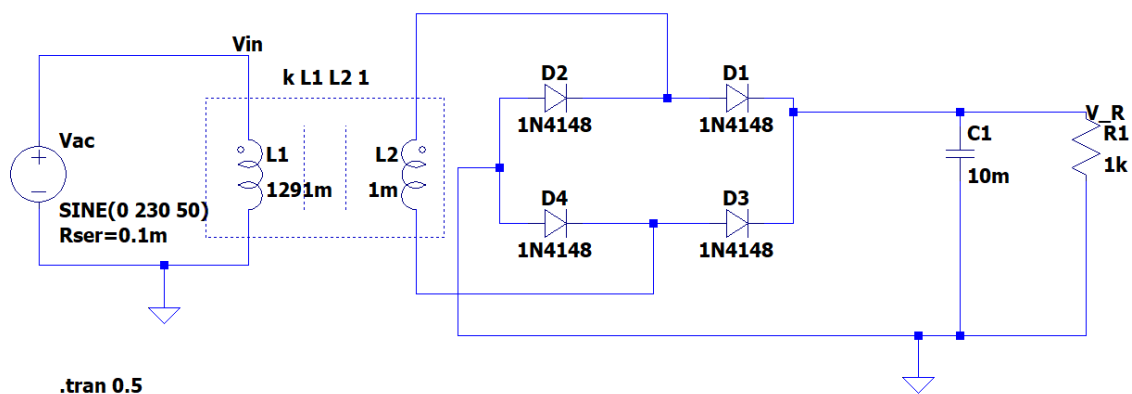 Vin
k L1 L2 1
D2
D1
1N4148
1N4148
Vac
L1
L2
1291m
1m
V_R
C1
R1
10m
1k
D4
D3
1N4148
1N4148
SINE(0 230 50)
Rser=0.1m
.tran 0.5